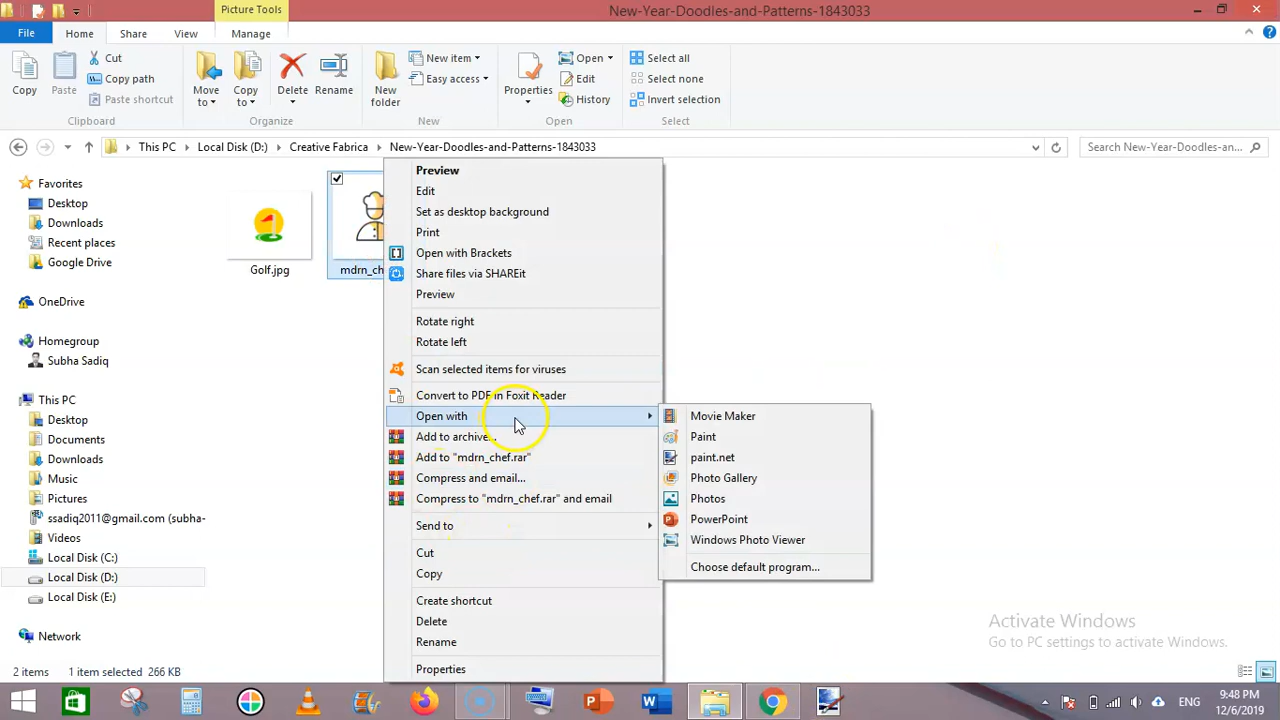 Picture Tools
New-Year-Doodles-and-Patterns-1843033
File Home Share View Manage
Copy
Paste
Cut
Copy path
Paste shortcut
Clipboard
Move to
Copy to
Delete
Rename
Organize
New folder
New item
Easy access
New
Properties
Open
Edit
History
Open
Select all
Select none
Invert selection
Select
This PC
Local Disk (D:)
Creative Fabrica
New-Year-Doodles-and-Patterns-1843033
Search New-Year-Doodles-an...
Favorites
Desktop
Downloads
Recent places
Google Drive
OneDrive
Homegroup
Subha Sadiq
This PC
Desktop
Documents
Downloads
Music
Pictures
ssadiq2011@gmail.com (subha-
Videos
Local Disk (C:)
Local Disk (D:)
Local Disk (E:)
Network
Golf.jpg
Preview
Edit
Set as desktop background
Print
Open with Brackets
Share files via SHAREit
Preview
Rotate right
Rotate left
Scan selected items for viruses
Convert to PDF in Foxit Reader
Open with
Add to archive...
Add to "mdrn_chef.rar"
Compress and email...
Compress to "mdrn_chef.rar" and email
Send to
Cut
Copy
Create shortcut
Delete
Rename
Properties
Movie Maker
Paint
paint.net
Photo Gallery
Photos
PowerPoint
Windows Photo Viewer
Choose default program...
Activate Windows
Go to PC settings to activate Windows.
2 items 1 item selected 266 KB
ENG
9:48 PM
12/6/2019